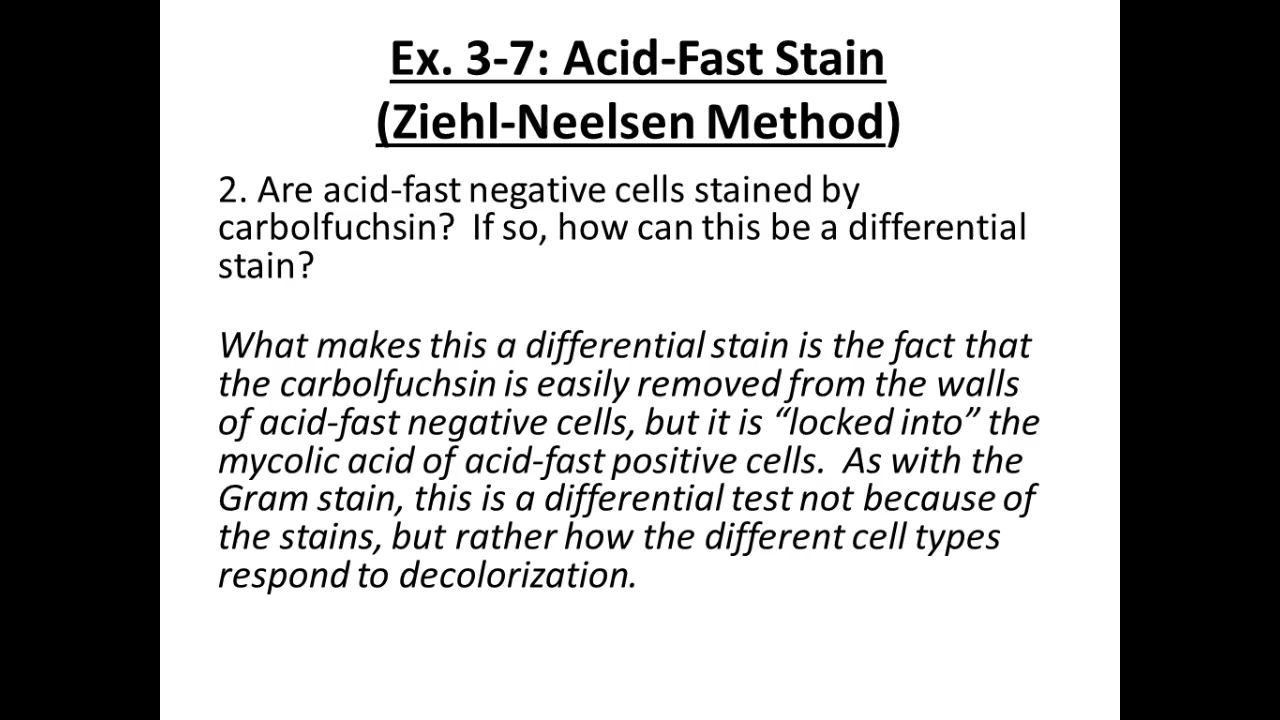 Ex. 3-7: Acid-Fast Stain
(Ziehl-Neelsen Method)
2. Are acid-fast negative cells stained by
carbolfuchsin?  If so, how can this be a differential
stain?
What makes this a differential stain is the fact that
the carbolfuchsin is easily removed from the walls
of acid-fast negative cells, but it is “locked into” the
mycolic acid of acid-fast positive cells.  As with the
Gram stain, this is a differential test not because of
the stains, but rather how the different cell types
respond to decolorization.